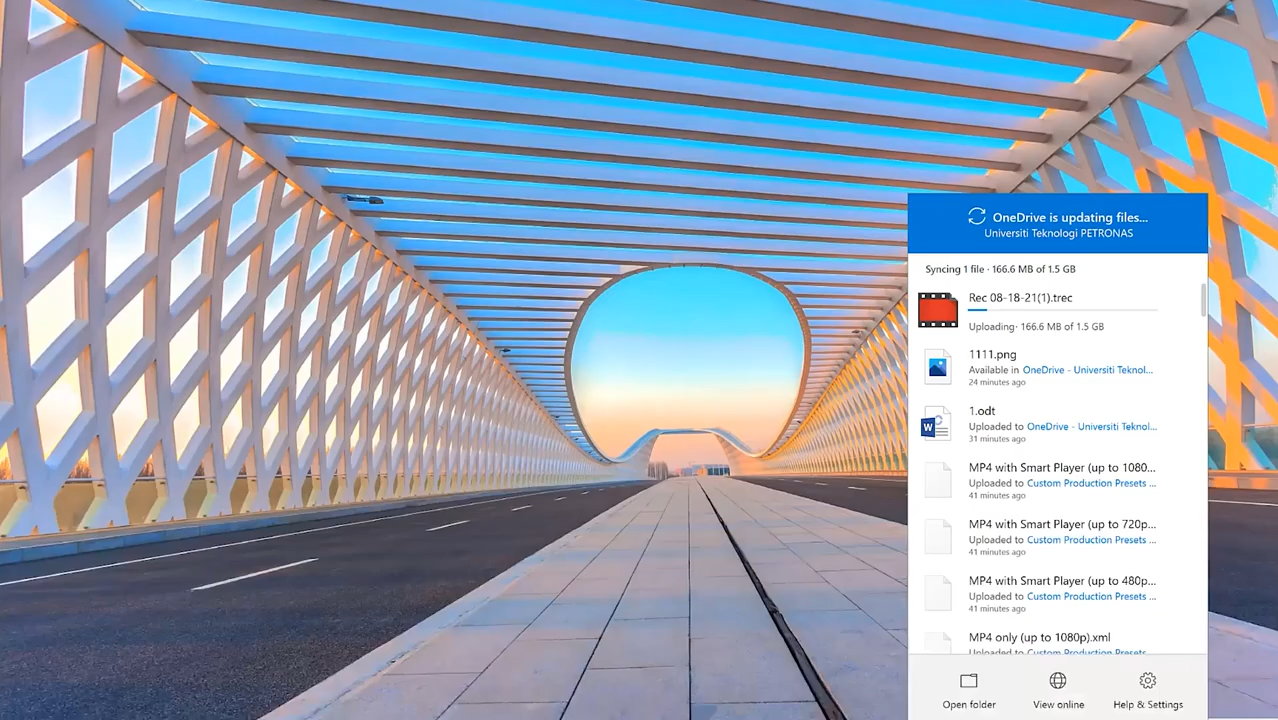 OneDrive is updating files...
Universiti Teknologi PETRONAS
Syncing 1 file · 166.6 MB of 1.5 GB
Rec 08-18-21(1).trec
Uploading· 166.6 MB of 1.5 GB
1111.png
Available in OneDrive - Universiti Teknol...
24 minutes ago
1.odt
Uploaded to OneDrive - Universiti Teknol...
31 minutes ago
MP4 with Smart Player (up to 1080...
Uploaded to Custom Production Presets ...
41 minutes ago
MP4 with Smart Player (up to 720p...
Uploaded to Custom Production Presets ...
41 minutes ago
MP4 with Smart Player (up to 480p...
Uploaded to Custom Production Presets ...
41 minutes ago
MP4 only (up to 1080p).xml
Uploaded to Custom Production Presets
Open folder
View online
Help & Settings